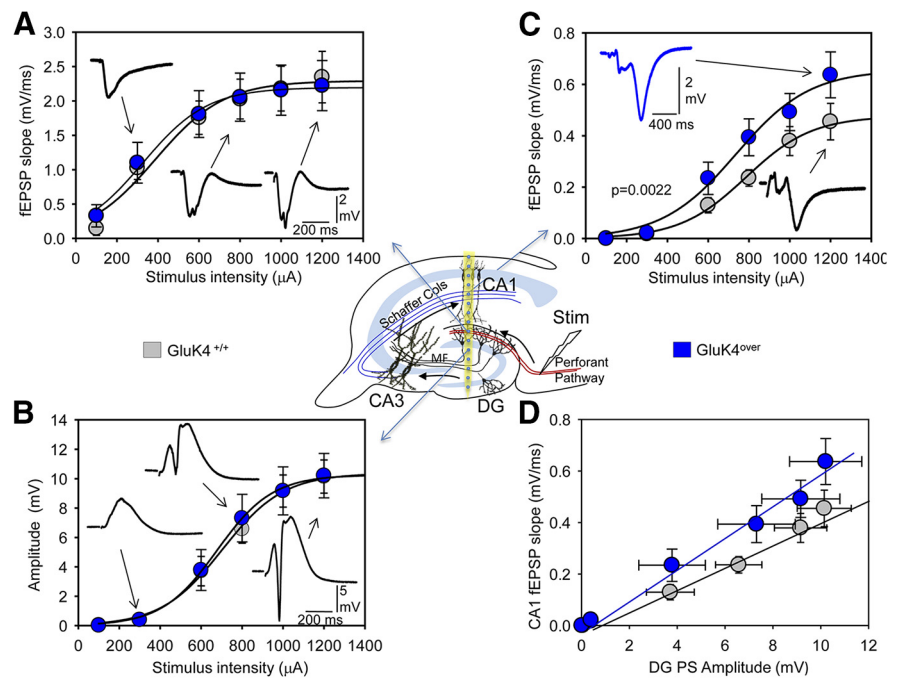 A
fEPSP slope (mV/ms)
3.0
2.5
2.0
1.5
1.0
0.5
0.0
0 200 400 600 800 1000 1200 1400
Stimulus intensity (µA)
2
mV
200 ms
C
fEPSP slope (mV/ms)
0.8
0.6
0.4
0.2
0.0
200 400 600 800 1000 1200 1400
Stimulus intensity (µA)
2
mV
400 ms
p=0.0022
GluK4 +/+
Schaffer Cols
CA1
Stim
MF
Perforant
Pathway
CA3
DG
GluK4over
B
Amplitude (mV)
14
12
10
8
6
4
2
0
0 200 400 600 800 1000 1200 1400
Stimulus intensity (µA)
5
mV
200 ms
D
CA1 fEPSP slope (mV/ms)
0.8
0.6
0.4
0.2
0.0
0 2 4 6 8 10 12
DG PS Amplitude (mV)